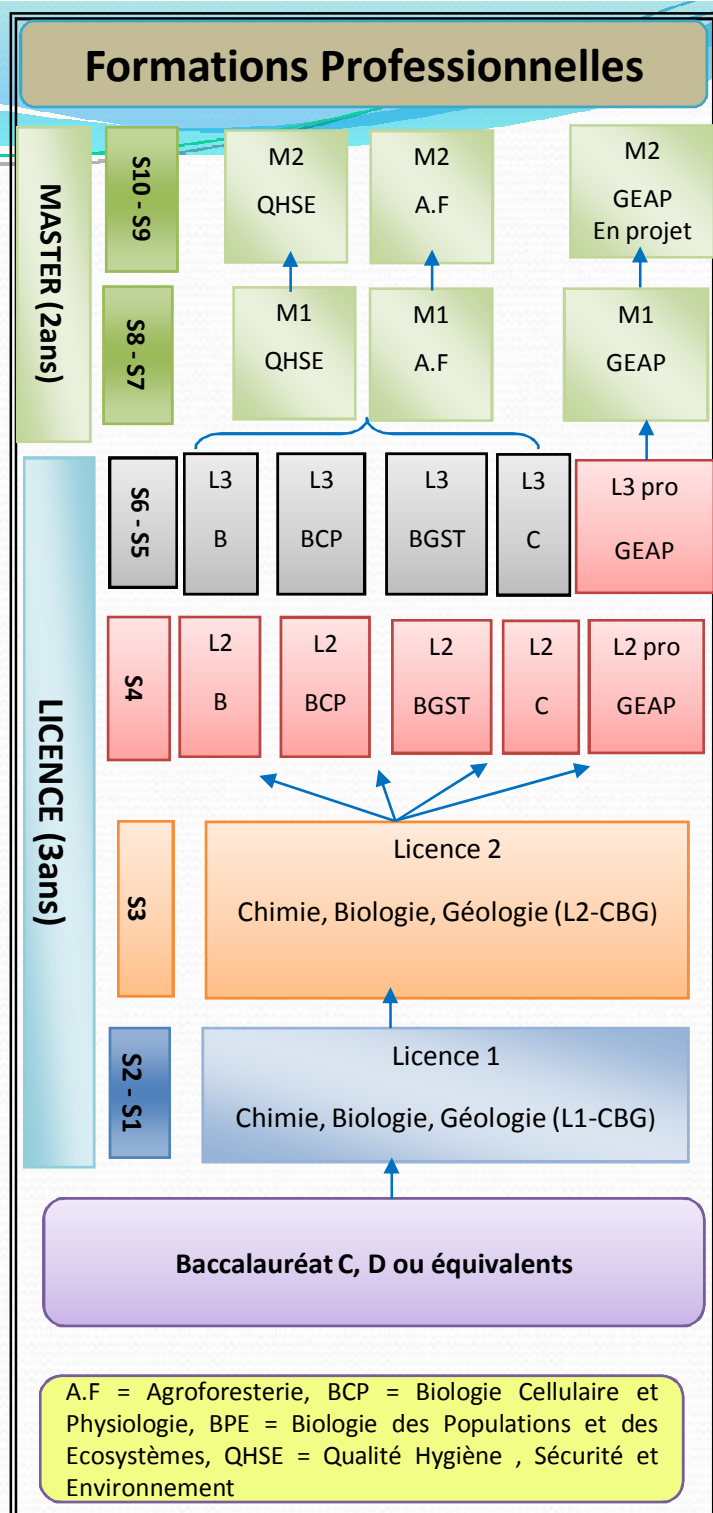 Formations Professionnelles
MASTER (2ans)
S10 - S9
M2
QHSE
M2
A.F
M2
GEAP
En projet
S8 - S7
M1
QHSE
M1
A.F
M1
GEAP
LICENCE (3ans)
S6 - S5
L3
B
L3
BCP
L3
BGST
L3
C
L3 pro
GEAP
S4
L2
B
L2
BCP
L2
BGST
L2
C
L2 pro
GEAP
S3
Licence 2
Chimie, Biologie, Géologie (L2-CBG)
S2 - S1
Licence 1
Chimie, Biologie, Géologie (L1-CBG)
Baccalauréat C, D ou équivalents
A.F = Agroforesterie, BCP = Biologie Cellulaire et
Physiologie, BPE = Biologie des Populations et des
Ecosystèmes, QHSE = Qualité Hygiène , Sécurité et
Environnement